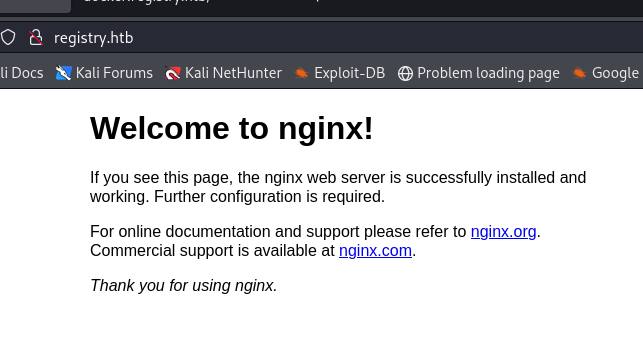 docker.registry.htb/
registry.htb
li Docs Kali Forums Kali NetHunter Exploit-DB Problem loading page Google
Welcome to nginx!
If you see this page, the nginx web server is successfully installed and
working. Further configuration is required.
For online documentation and support please refer to nginx.org.
Commercial support is available at nginx.com.
Thank you for using nginx.